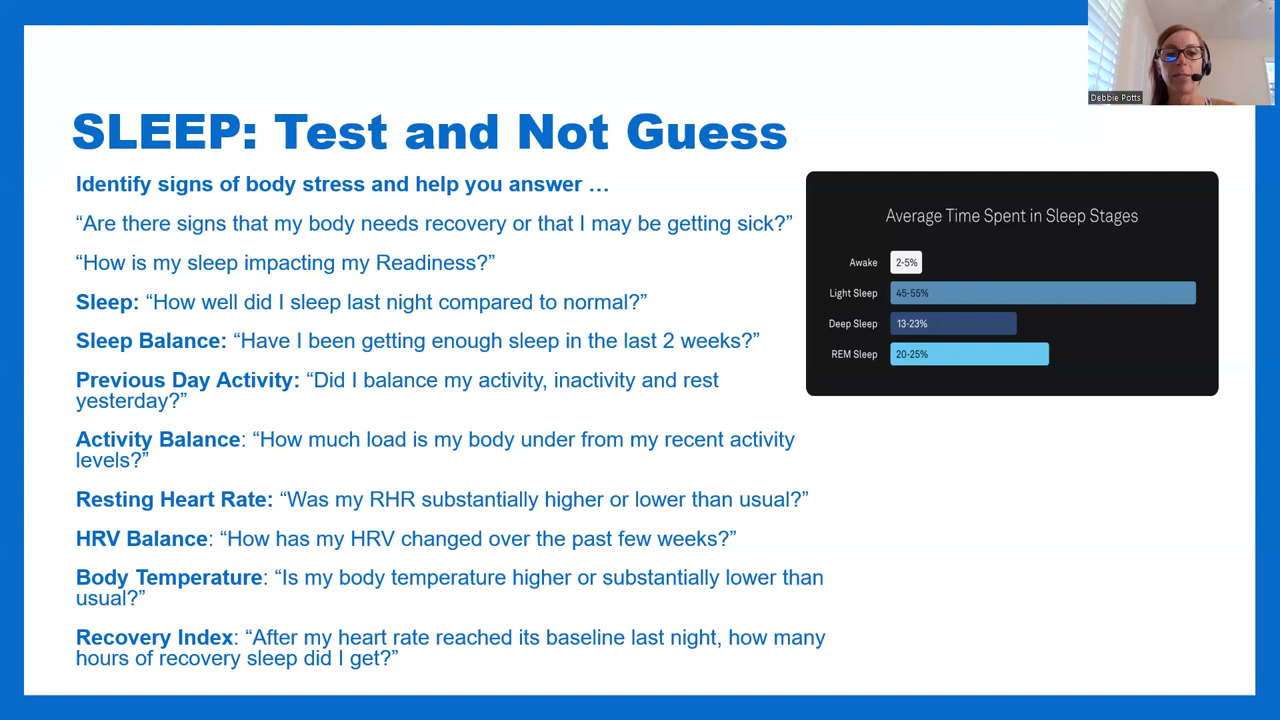 SLEEP: Test and Not Guess
Identify signs of body stress and help you answer …
“Are there signs that my body needs recovery or that I may be getting sick?”
“How is my sleep impacting my Readiness?”
Sleep: “How well did I sleep last night compared to normal?”
Sleep Balance: “Have I been getting enough sleep in the last 2 weeks?”
Previous Day Activity: “Did I balance my activity, inactivity and rest
yesterday?”
Activity Balance: “How much load is my body under from my recent activity
levels?”
Resting Heart Rate: “Was my RHR substantially higher or lower than usual?”
HRV Balance: “How has my HRV changed over the past few weeks?”
Body Temperature: “Is my body temperature higher or substantially lower than
usual?”
Recovery Index: “After my heart rate reached its baseline last night, how many
hours of recovery sleep did I get?”
Average Time Spent in Sleep Stages
Awake 2-5%
Light Sleep 45-55%
Deep Sleep 13-23%
REM Sleep 20-25%
Debbie Potts